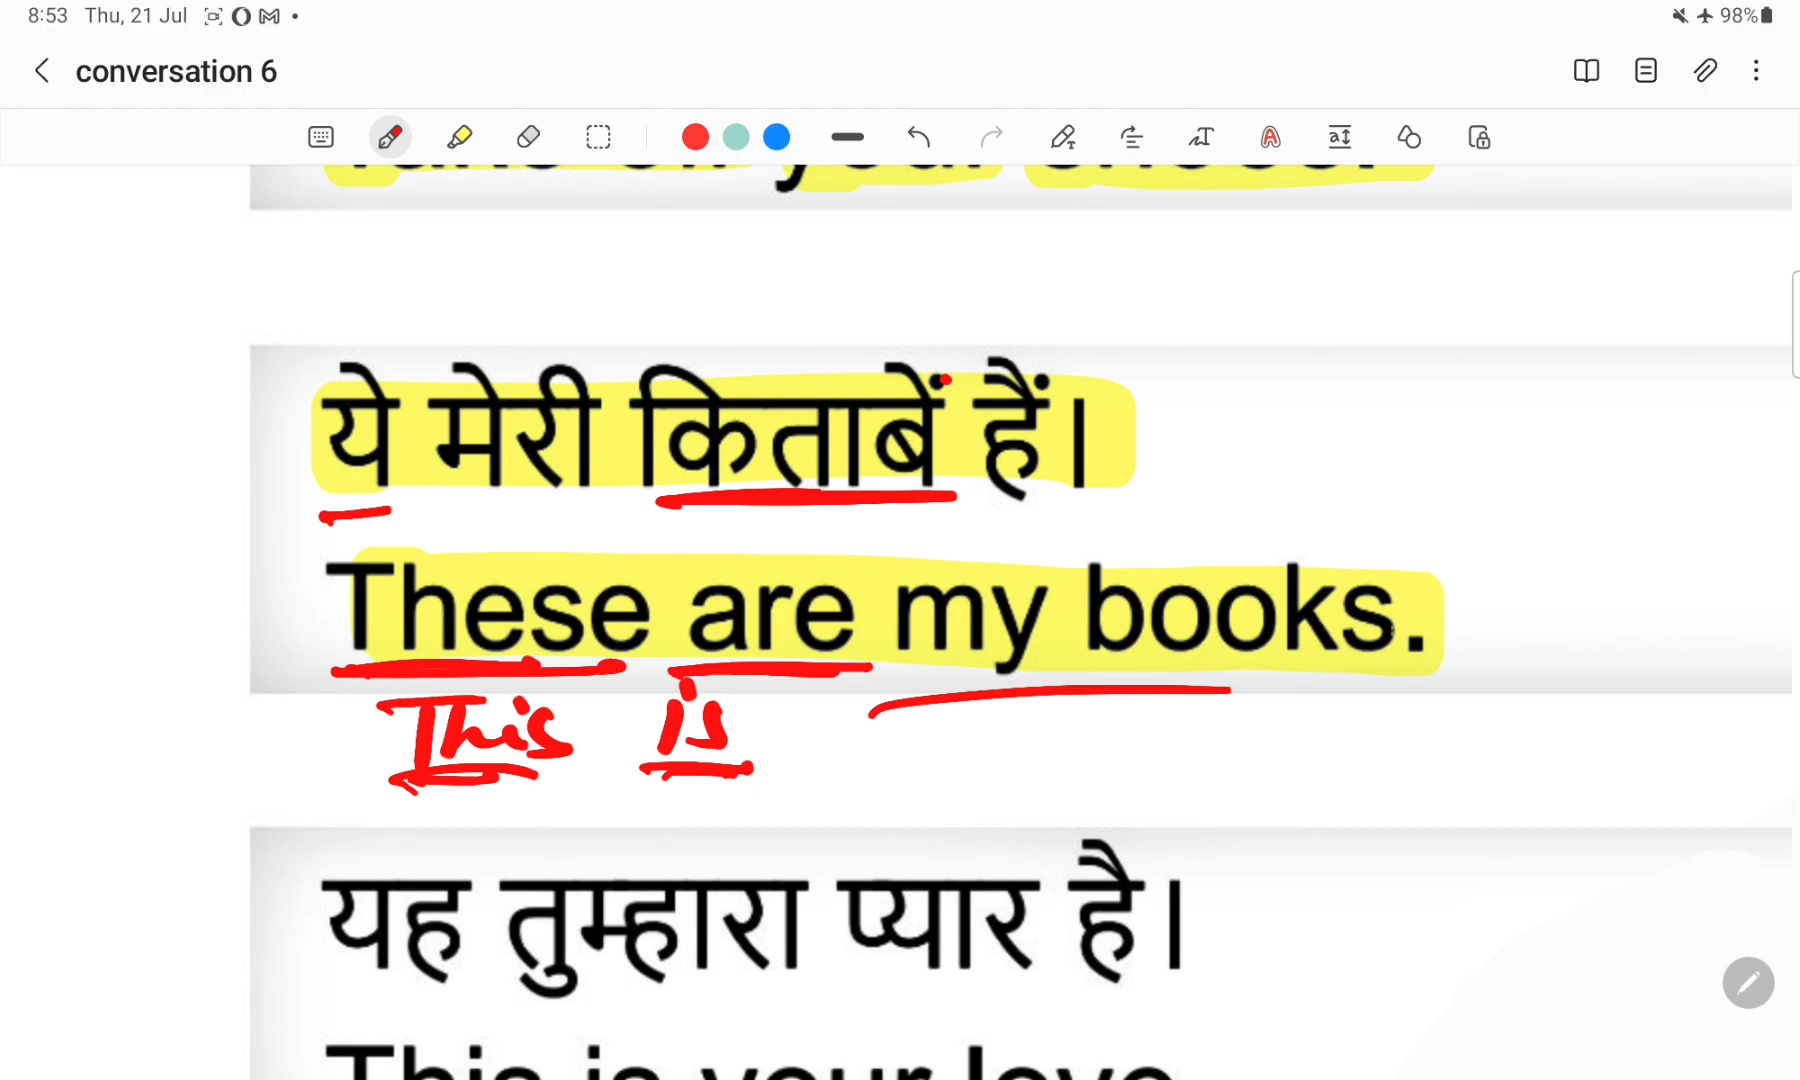 8:53 Thu, 21 Jul 98%
conversation 6
your
ये मेरी किताबें हैं।
These are my books.
This is
यह तुम्हारा प्यार है।
This is your love